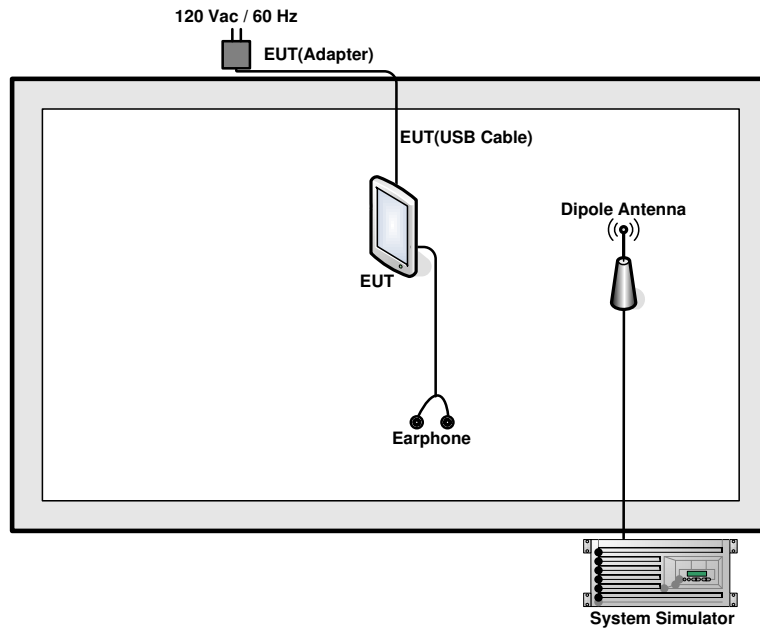 120 Vac / 60 Hz
EUT(Adapter)
EUT(USB Cable)
Dipole Antenna
EUT
Earphone
System Simulator